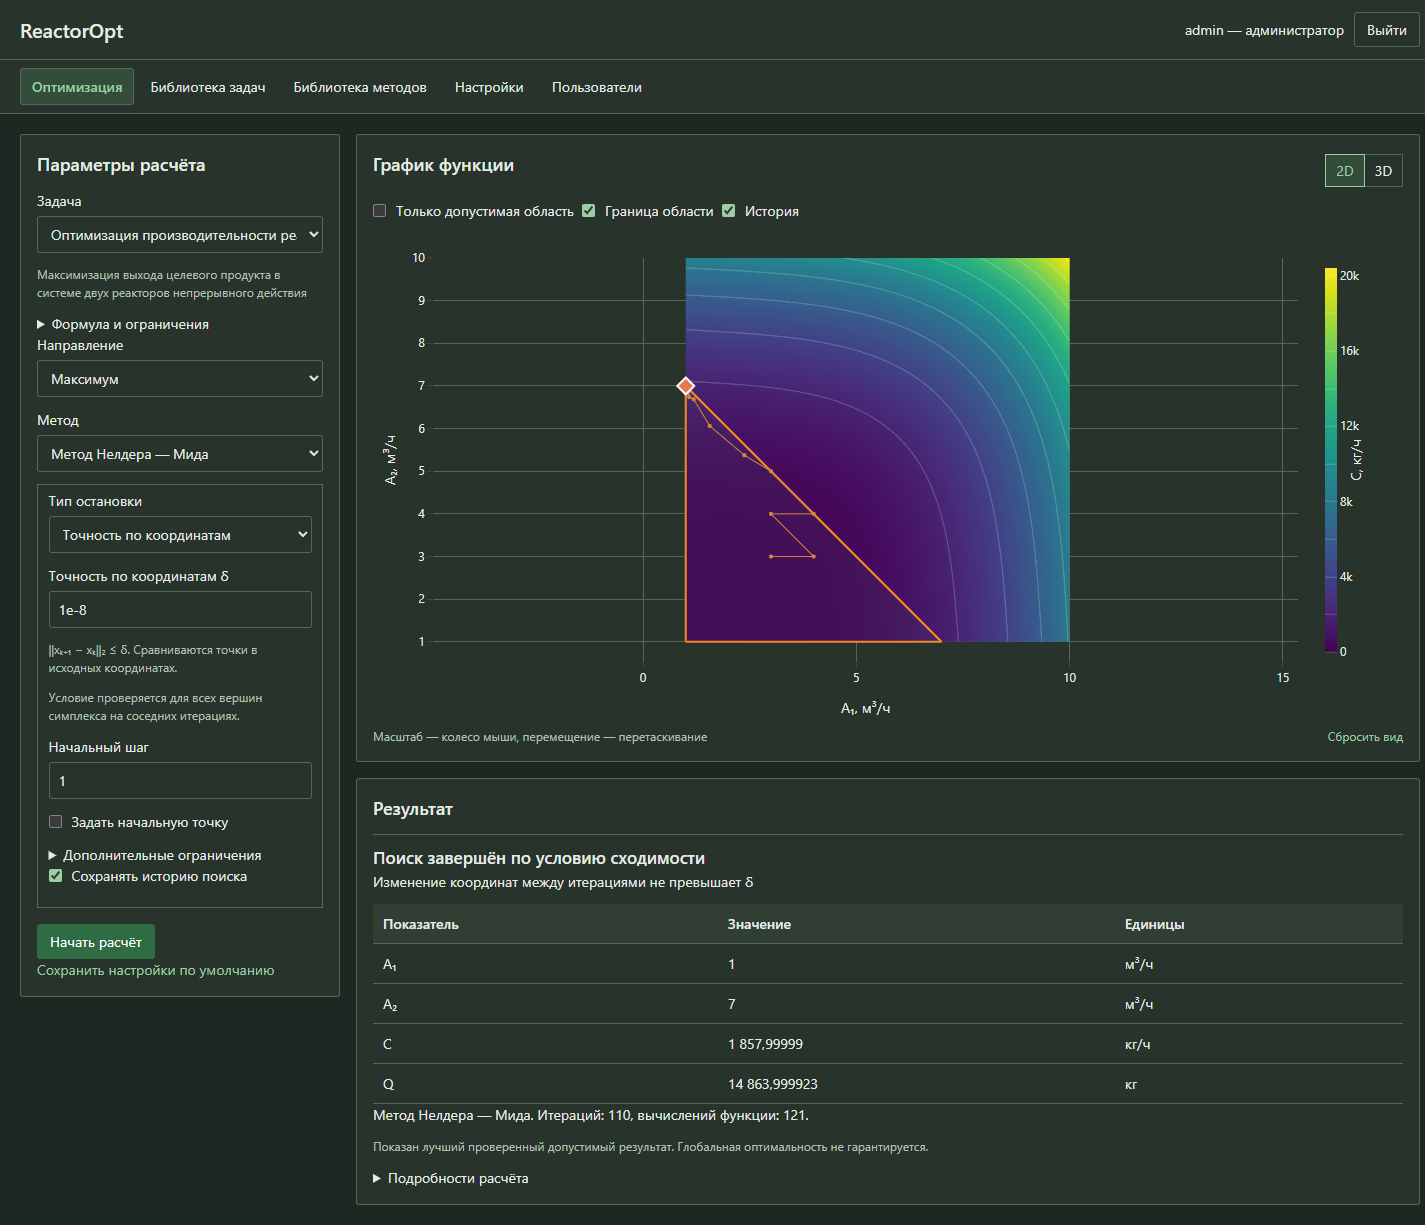 ReactorOpt
admin — администратор
Выйти
Оптимизация
Библиотека задач
Библиотека методов
Настройки
Пользователи
Параметры расчёта
Задача
Оптимизация производительности ре
Максимизация выхода целевого продукта в
системе двух реакторов непрерывного действия
Формула и ограничения
Направление
Максимум
Метод
Метод Нелдера — Мида
Тип остановки
Точность по координатам
Точность по координатам δ
1e-8
‖xₖ₊₁ − xₖ‖₂ ≤ δ. Сравниваются точки в
исходных координатах.
Условие проверяется для всех вершин
симплекса на соседних итерациях.
Начальный шаг
1
Задать начальную точку
Дополнительные ограничения
Сохранять историю поиска
Начать расчёт
Сохранить настройки по умолчанию
График функции
2D
3D
Только допустимая область
Граница области
История
10
9
8
7
6
5
4
3
2
1
A₂, м³/ч
0
5
10
15
A₁, м³/ч
20k
16k
12k
8k
4k
0
C, кг/ч
Масштаб — колесо мыши, перемещение — перетаскивание
Сбросить вид
Результат
Поиск завершён по условию сходимости
Изменение координат между итерациями не превышает δ
Показатель Значение Единицы
A₁ 1 м³/ч
A₂ 7 м³/ч
C 1 857,99999 кг/ч
Q 14 863,999923 кг
Метод Нелдера — Мида. Итераций: 110, вычислений функции: 121.
Показан лучший проверенный допустимый результат. Глобальная оптимальность не гарантируется.
Подробности расчёта